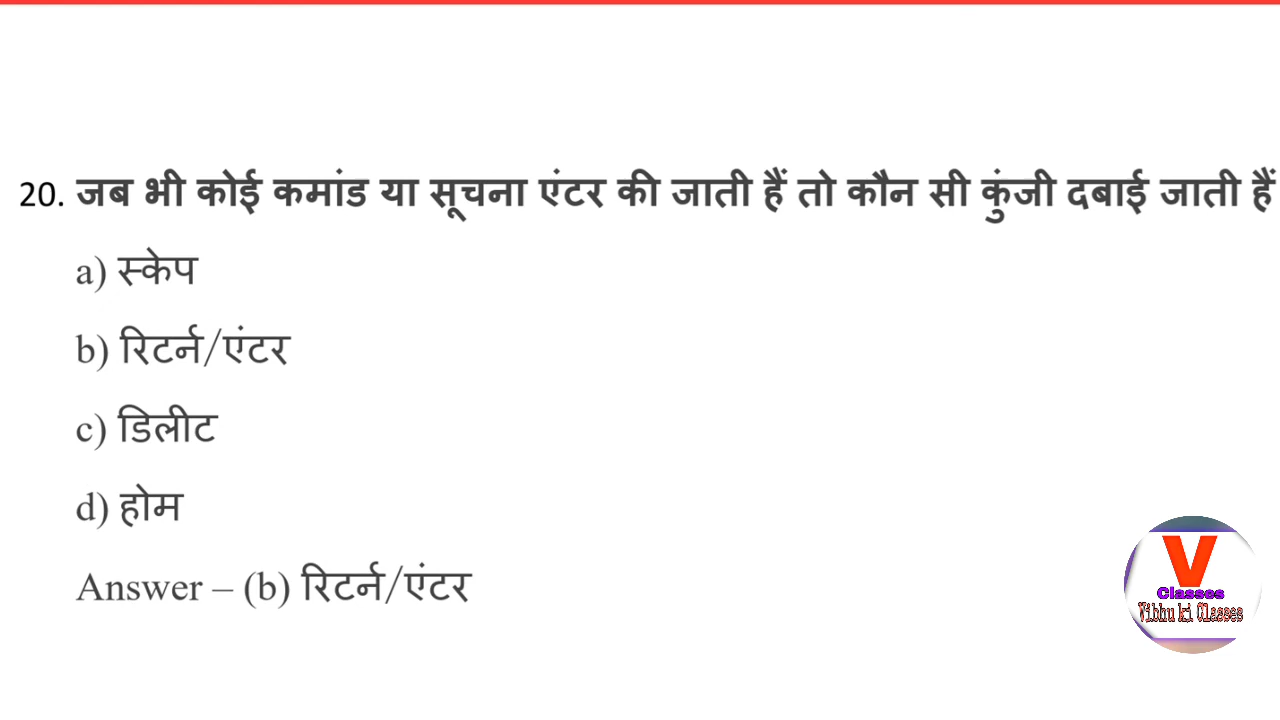 20. जब भी कोई कमांड या सूचना एंटर की जाती हैं तो कौन सी कुंजी दबाई जाती हैं
a) स्केप
b) रिटर्न/एंटर
c) डिलीट
d) होम
Answer – (b) रिटर्न/एंटर
V
Classes
Vibhu ki Classes